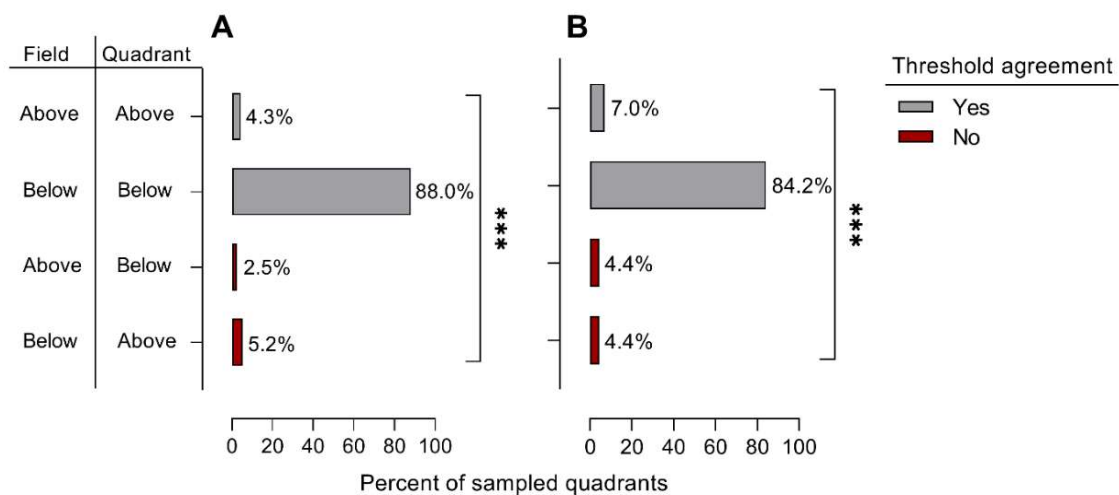 A
B
Field Quadrant
Threshold agreement
Above Above 4.3% 7.0%
Yes
No
Below Below 88.0% 84.2%
***
***
Above Below 2.5% 4.4%
Below Above 5.2% 4.4%
0 20 40 60 80 100
0 20 40 60 80 100
Percent of sampled quadrants